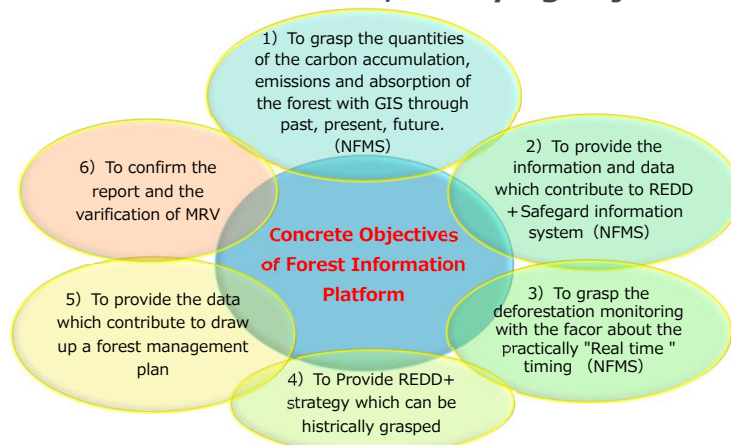 1) To grasp the quantities
of the carbon accumulation,
emissions and absorption of
the forest with GIS through
past, present, future.
(NFMS)
2) To provide the
information and data
which contribute to REDD
+Safegard information
system (NFMS)
3) To grasp the
deforestation monitoring
with the facor about the
practically "Real time "
timing (NFMS)
4) To Provide REDD+
strategy which can be
histrically grasped
5) To provide the data
which contribute to draw
up a forest management
plan
6) To confirm the
report and the
varification of MRV
Concrete Objectives
of Forest Information
Platform